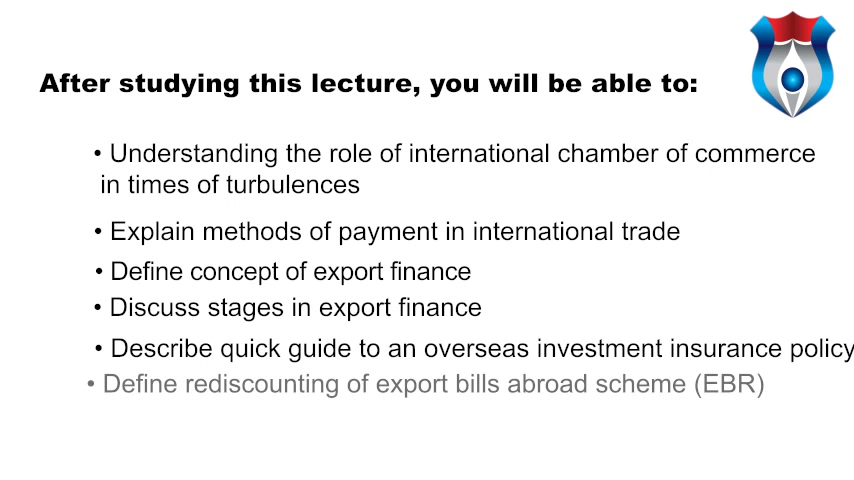 After studying this lecture, you will be able to:
• Understanding the role of international chamber of commerce
in times of turbulences
• Explain methods of payment in international trade
• Define concept of export finance
• Discuss stages in export finance
• Describe quick guide to an overseas investment insurance policy
• Define rediscounting of export bills abroad scheme (EBR)